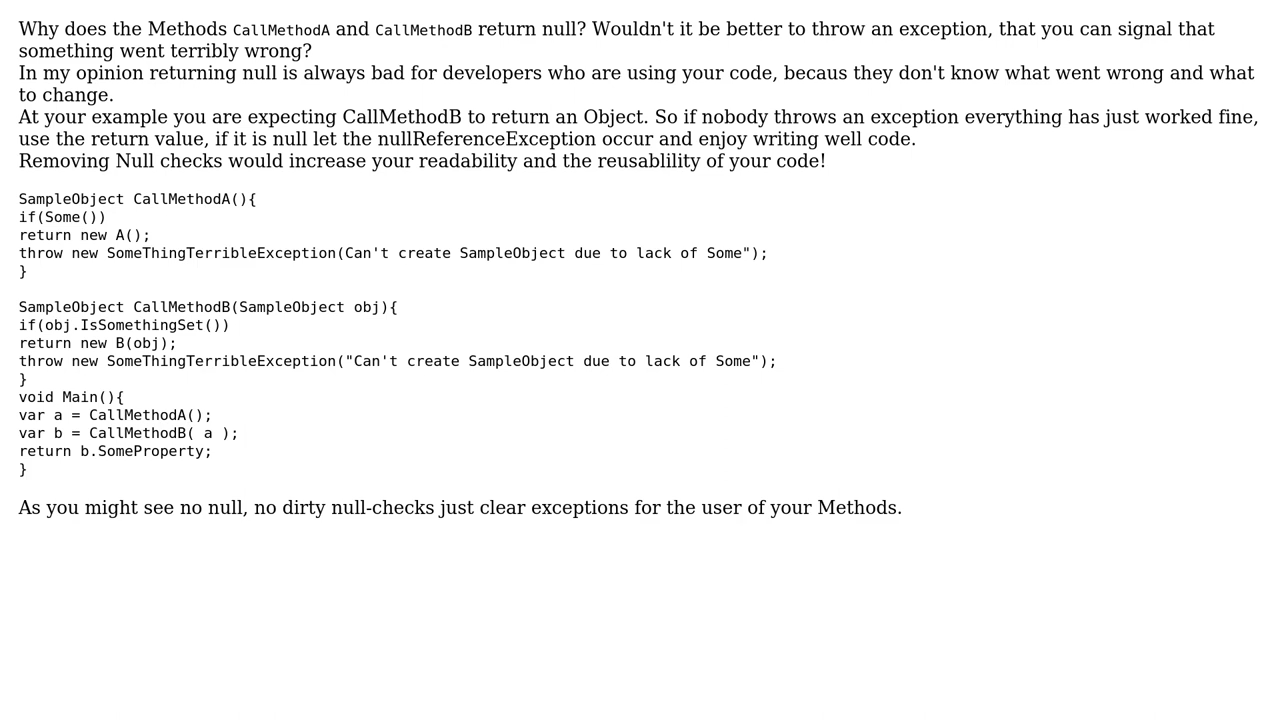 Why does the Methods CallMethodA and CallMethodB return null? Wouldn't it be better to throw an exception, that you can signal that
something went terribly wrong?
In my opinion returning null is always bad for developers who are using your code, becaus they don't know what went wrong and what
to change.
At your example you are expecting CallMethodB to return an Object. So if nobody throws an exception everything has just worked fine,
use the return value, if it is null let the nullReferenceException occur and enjoy writing well code.
Removing Null checks would increase your readability and the reusablility of your code!
SampleObject CallMethodA(){
if(Some())
return new A();
throw new SomeThingTerribleException(Can't create SampleObject due to lack of Some");
}
SampleObject CallMethodB(SampleObject obj){
if(obj.IsSomethingSet())
return new B(obj);
throw new SomeThingTerribleException("Can't create SampleObject due to lack of Some");
}
void Main(){
var a = CallMethodA();
var b = CallMethodB( a );
return b.SomeProperty;
}
As you might see no null, no dirty null-checks just clear exceptions for the user of your Methods.